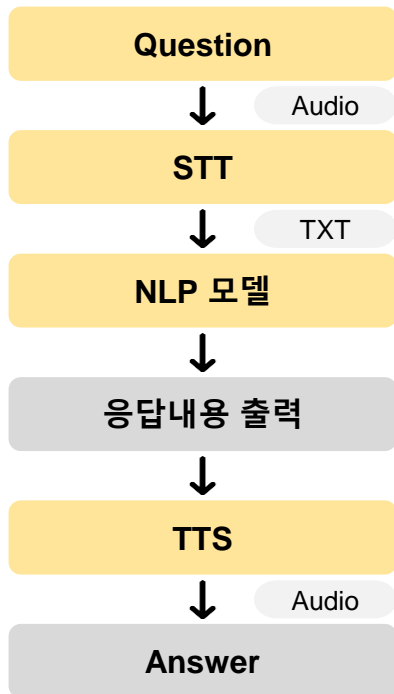 Question
Audio
STT
TXT
NLP 모델
응답내용 출력
TTS
Audio
Answer